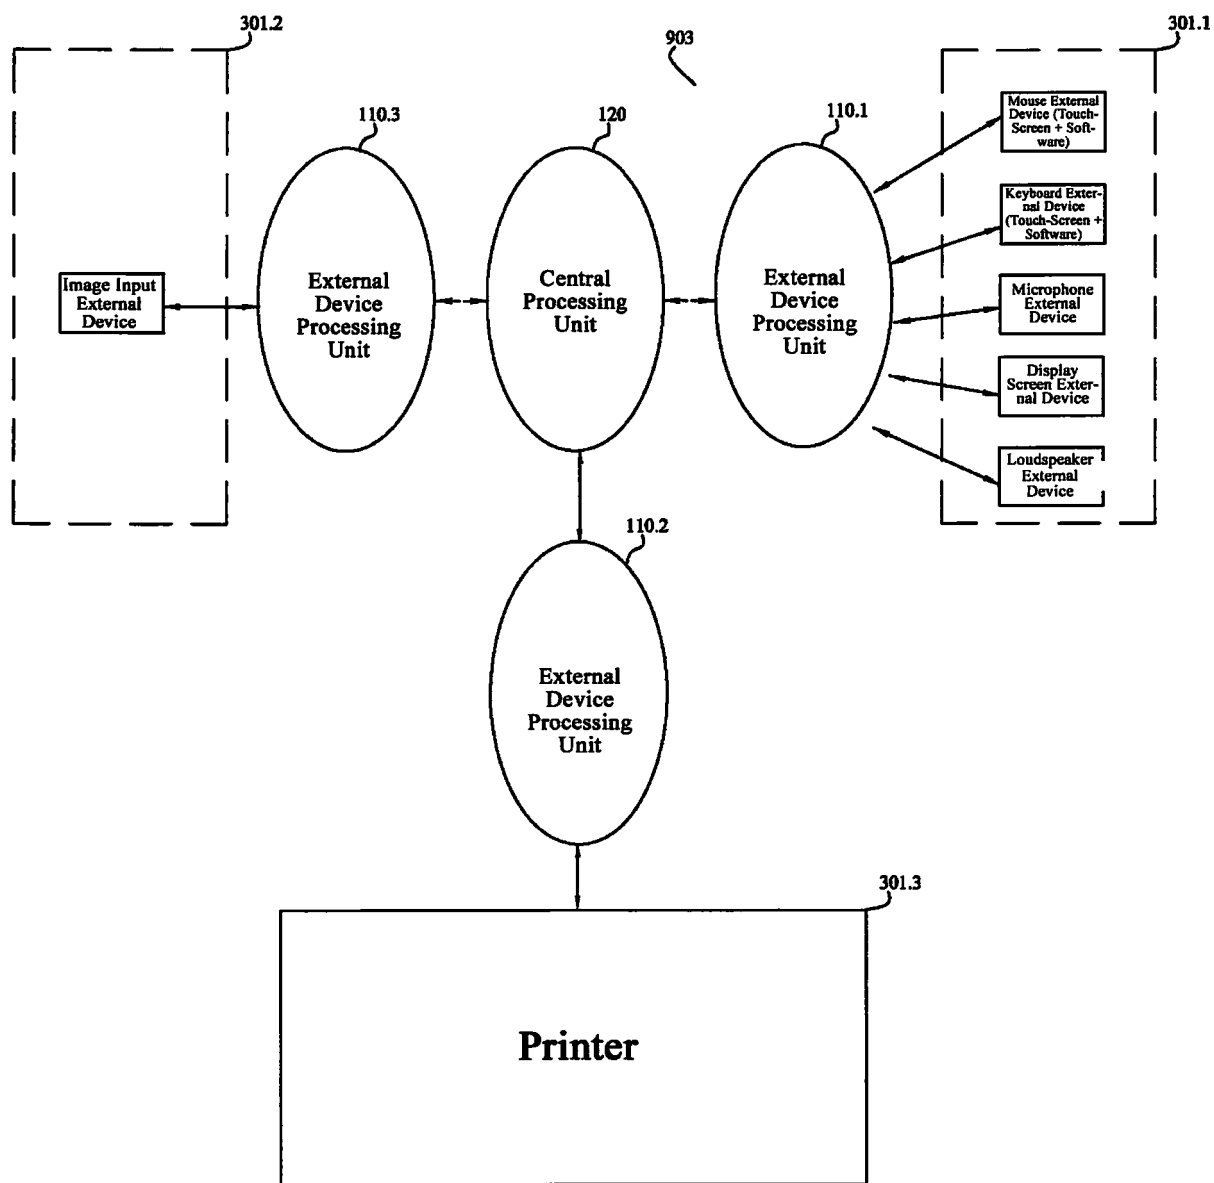 301.2
903
301.1
110.3
120
110.1
Mouse External
Device (Touch-
Screen + Soft-
ware)
Keyboard Exter-
nal Device
(Touch-Screen +
Software)
Image Input
External
Device
External
Device
Processing
Unit
Central
Processing
Unit
External
Device
Processing
Unit
Microphone
External
Device
Display
Screen Exter-
nal Device
Loudspeaker
External
Device
110.2
External
Device
Processing
Unit
301.3
Printer